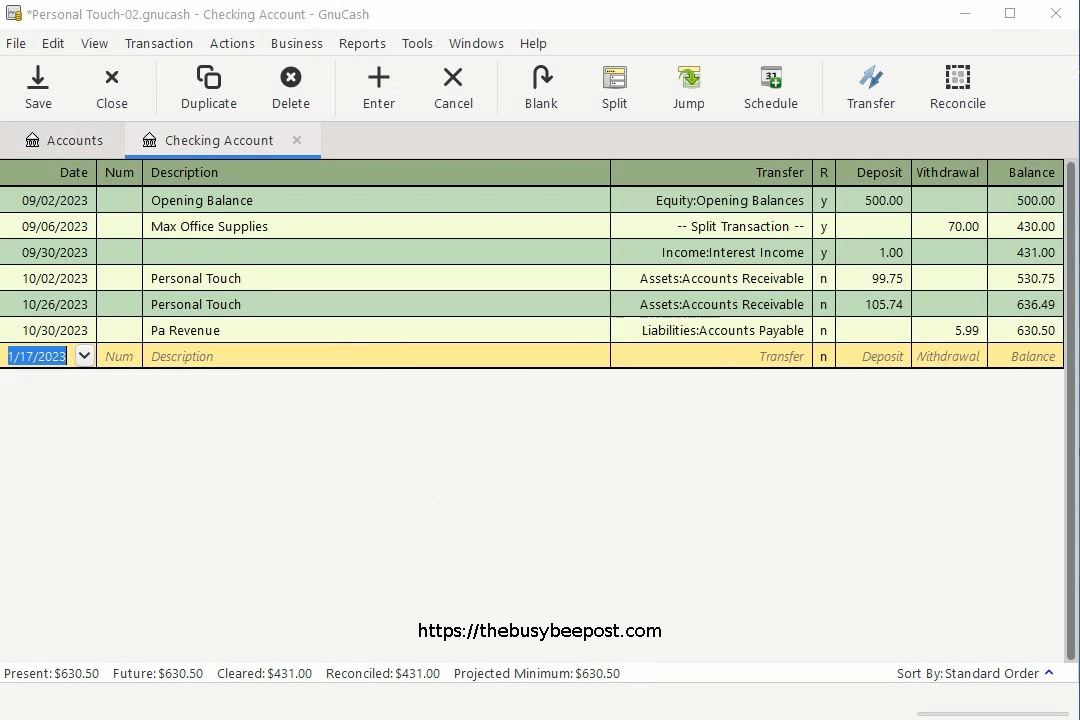 *Personal Touch-02.gnucash - Checking Account - GnuCash
File Edit View Transaction Actions Business Reports Tools Windows Help
Save Close Duplicate Delete Enter Cancel Blank Split Jump Schedule Transfer Reconcile
Accounts Checking Account
Date Num Description Transfer R Deposit Vithdrawal Balance
09/02/2023 Opening Balance Equity:Opening Balances y 500.00 500.00
09/06/2023 Max Office Supplies -- Split Transaction -- y 70.00 430.00
09/30/2023 Income:Interest Income y 1.00 431.00
10/02/2023 Personal Touch Assets:Accounts Receivable n 99.75 530.75
10/26/2023 Personal Touch Assets:Accounts Receivable n 105.74 636.49
10/30/2023 Pa Revenue Liabilities:Accounts Payable n 5.99 630.50
1/17/2023 Num Description Transfer n Deposit Withdrawal Balance
https://thebusybeepost.com
Present: $630.50 Future: $630.50 Cleared: $431.00 Reconciled: $431.00 Projected Minimum: $630.50 Sort By: Standard Order